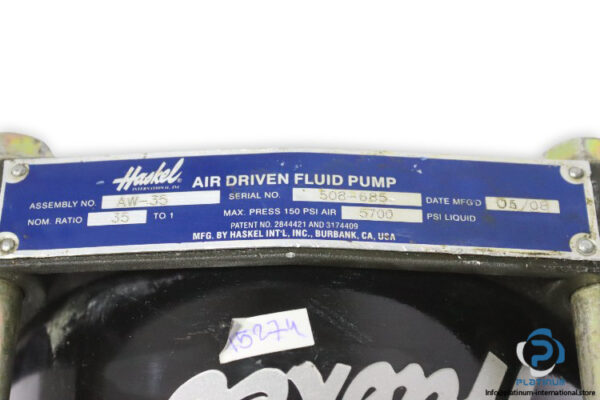 Haskel®
INTERNATIONAL, INC.
AIR DRIVEN FLUID PUMP
ASSEMBLY NO. AW-35 SERIAL NO. 508-685 DATE MFG'D 05/08
NOM. RATIO 35 TO 1 MAX. PRESS 150 PSI AIR 5700 PSI LIQUID
PATENT NO. 2844421 AND 3174409
MFG. BY HASKEL INT'L, INC., BURBANK, CA, USA
15274
PLATINUM
INTERNATIONAL
info@platinum-international.store